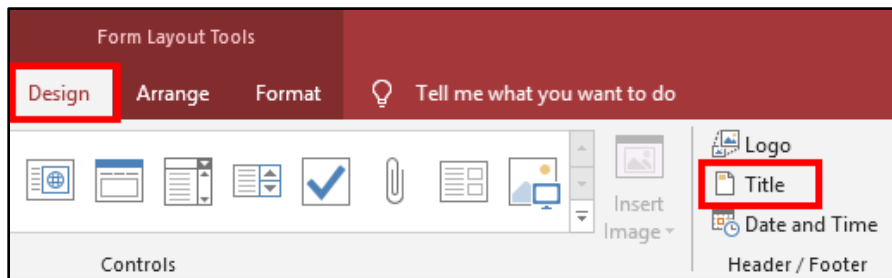 Form Layout Tools
Design Arrange Format Tell me what you want to do
Logo
Title
Insert
Image
Date and Time
Controls Header / Footer